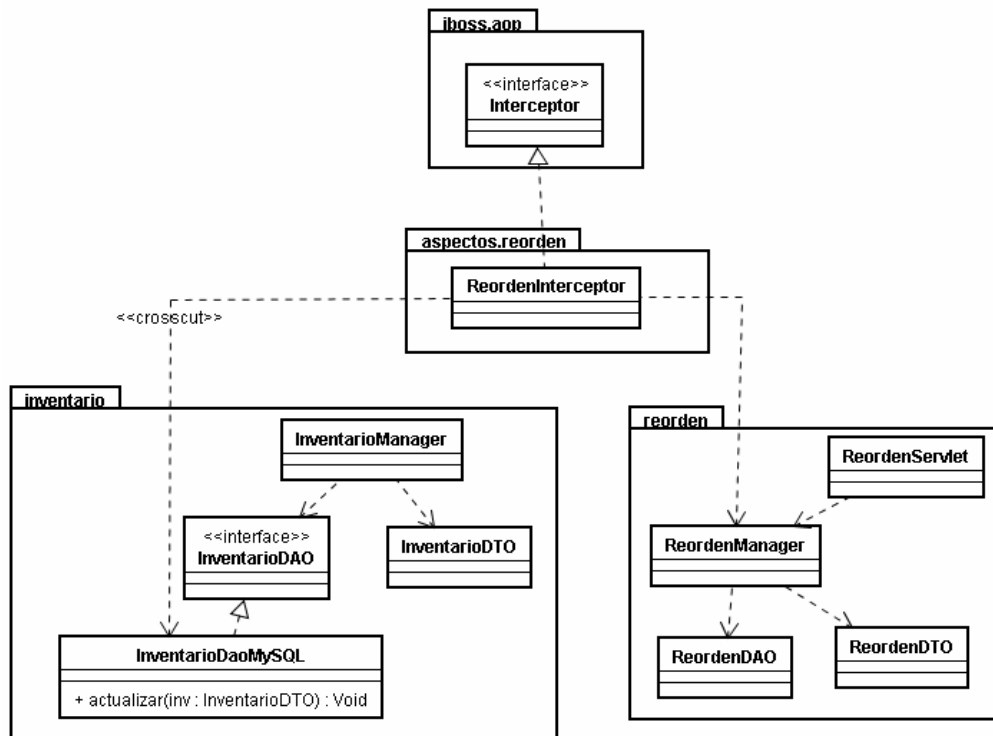 jboss.aop
<<interface>>
Interceptor
aspectos.reorden
ReordenInterceptor
<<crosscut>>
inventario
InventarioManager
<<interface>>
InventarioDAO
InventarioDTO
InventarioDaoMySQL
+ actualizar(inv : InventarioDTO) : Void
reorden
ReordenServlet
ReordenManager
ReordenDAO
ReordenDTO